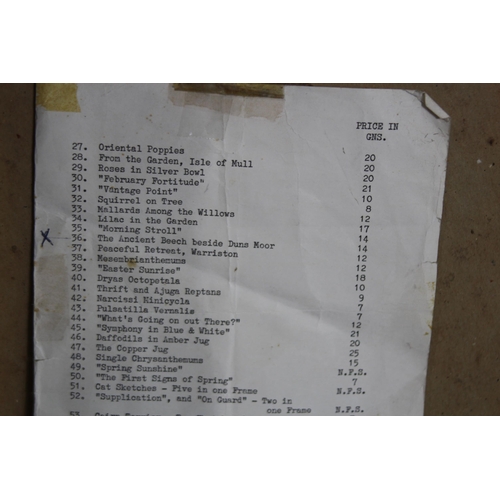 PRICE IN
GNS.
27. Oriental Poppies 20
28. From the Garden, Isle of Mull 20
29. Roses in Silver Bowl 20
30. "February Fortitude" 21
31. "Vantage Point" 10
32. Squirrel on Tree 8
33. Mallards Among the Willows 12
34. Lilac in the Garden 17
35. "Morning Stroll" 14
x 36. The Ancient Beech beside Duns Moor 14
37. Peaceful Retreat, Warriston 12
38. Mesembrianthemums 12
39. "Easter Sunrise" 18
40. Dryas Octopetala 10
41. Thrift and Ajuga Reptans 9
42. Narcissi Minicycla 7
43. Pulsatilla Vernalis 7
44. "What's Going on out There?" 12
45. "Symphony in Blue & White" 21
46. Daffodils in Amber Jug 20
47. The Copper Jug 25
48. Single Chrysanthemums 15
49. "Spring Sunshine" N.F.S.
50. "The First Signs of Spring" 7
51. Cat Sketches - Five in one Frame N.F.S.
52. "Supplication", and "On Guard" - Two in
one Frame N.F.S.
53.